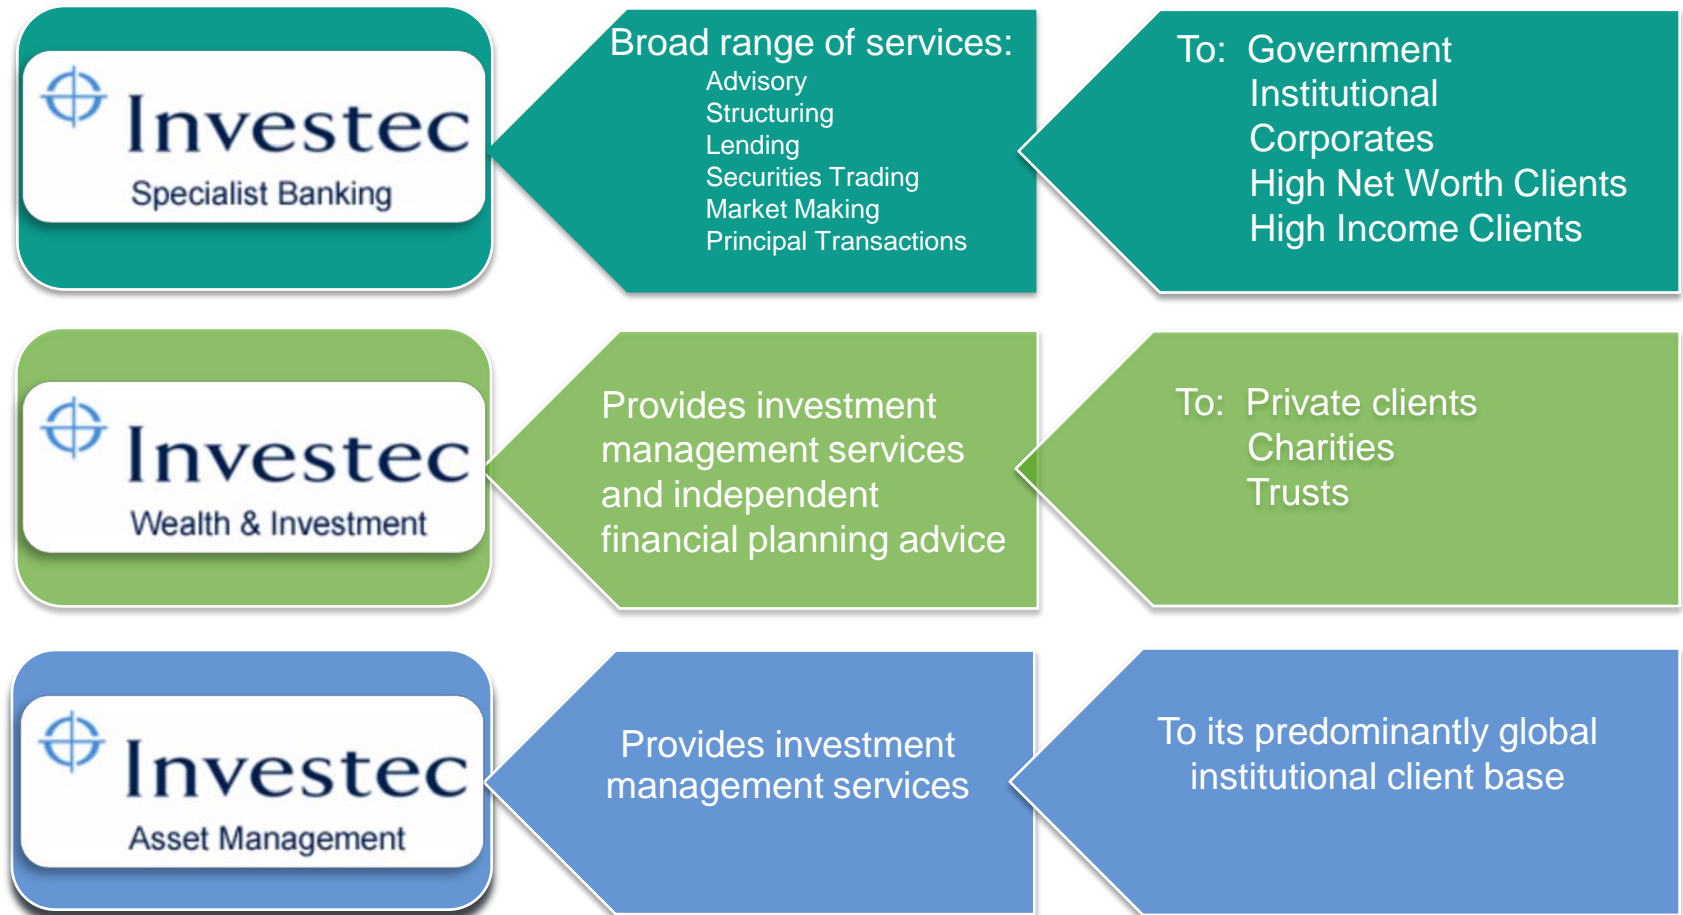 Investec
Specialist Banking
Broad range of services:
Advisory
Structuring
Lending
Securities Trading
Market Making
Principal Transactions
To: Government
Institutional
Corporates
High Net Worth Clients
High Income Clients
Investec
Wealth & Investment
Provides investment
management services
and independent
financial planning advice
To: Private clients
Charities
Trusts
Investec
Asset Management
Provides investment
management services
To its predominantly global
institutional client base